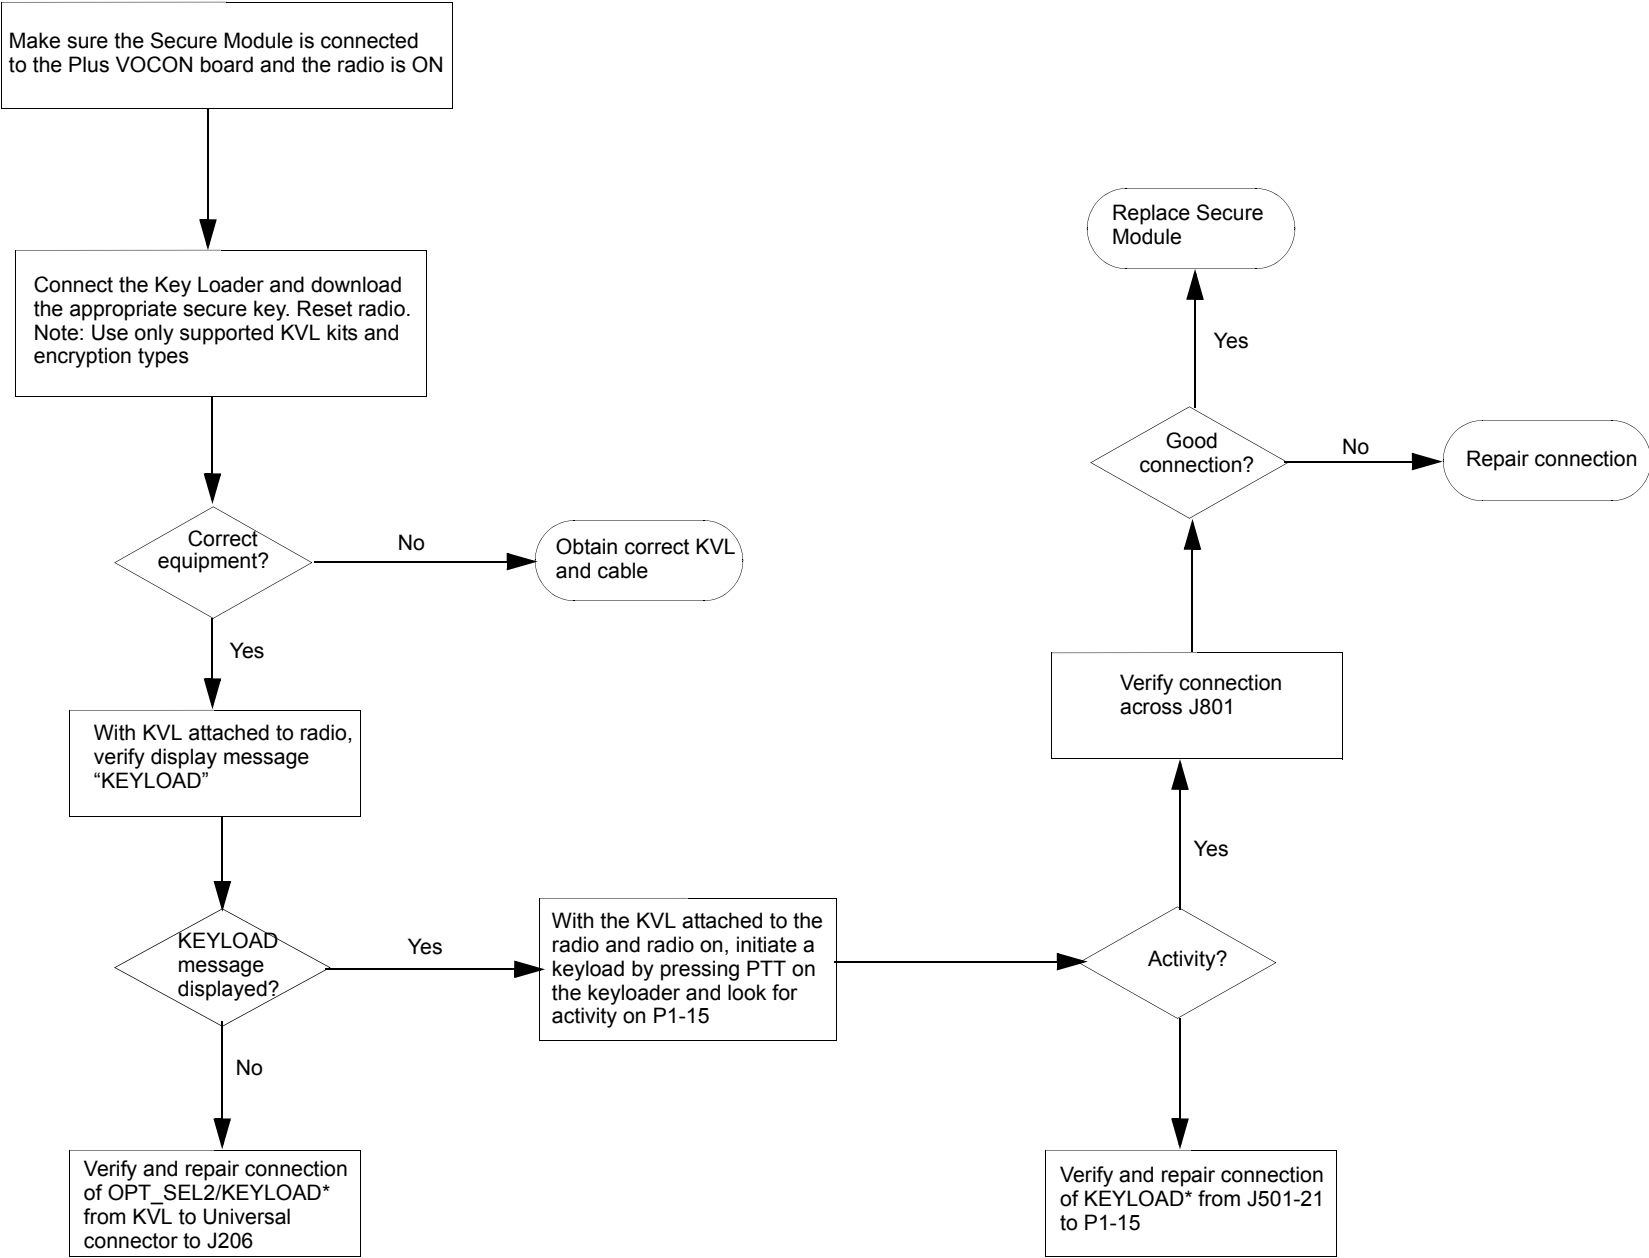 Make sure the Secure Module is connected
to the Plus VOCON board and the radio is ON
Connect the Key Loader and download
the appropriate secure key. Reset radio.
Note: Use only supported KVL kits and
encryption types
Correct
equipment?
No
Obtain correct KVL
and cable
Yes
With KVL attached to radio,
verify display message
“KEYLOAD”
KEYLOAD
message
displayed?
Yes
No
Verify and repair connection
of OPT_SEL2/KEYLOAD*
from KVL to Universal
connector to J206
With the KVL attached to the
radio and radio on, initiate a
keyload by pressing PTT on
the keyloader and look for
activity on P1-15
Activity?
Yes
Verify and repair connection
of KEYLOAD* from J501-21
to P1-15
Verify connection
across J801
Good
connection?
No
Repair connection
Yes
Replace Secure
Module